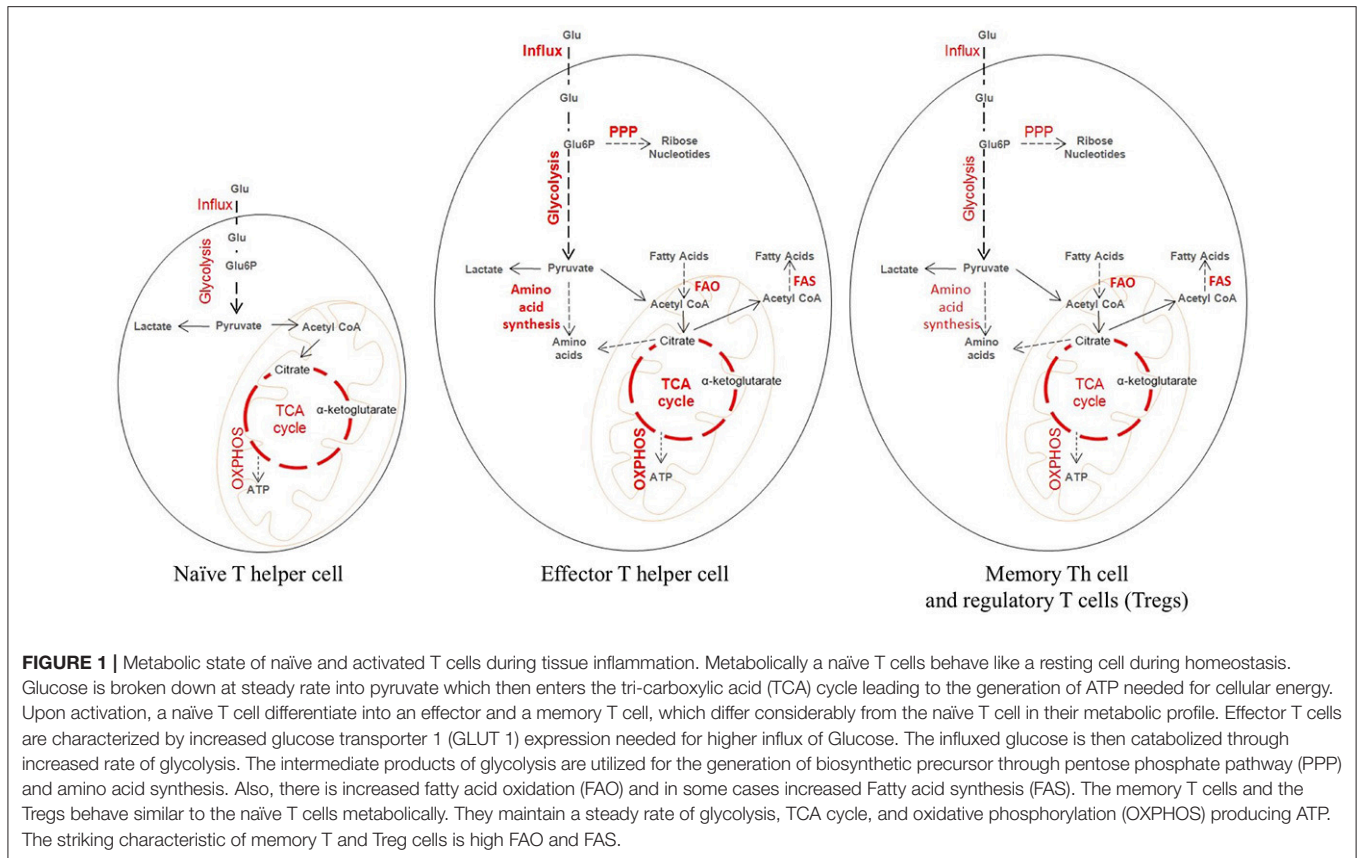 Glu
Influx
Glu
Glu6P
Glycolysis
Lactate
Pyruvate
Acetyl CoA
Citrate
TCA
cycle
α-ketoglutarate
OXPHOS
ATP
Naïve T helper cell
Glu
Influx
Glu
Glu6P
PPP
Ribose
Nucleotides
Glycolysis
Lactate
Pyruvate
Fatty Acids
Fatty Acids
FAO
FAS
Amino
acid
synthesis
Acetyl CoA
Acetyl CoA
Amino
acids
Citrate
TCA
cycle
α-ketoglutarate
OXPHOS
ATP
Effector T helper cell
Glu
Influx
Glu
Glu6P
PPP
Ribose
Nucleotides
Glycolysis
Lactate
Pyruvate
Fatty Acids
Fatty Acids
FAO
FAS
Amino
acid
synthesis
Acetyl CoA
Acetyl CoA
Amino
acids
Citrate
TCA
cycle
α-ketoglutarate
OXPHOS
ATP
Memory Th cell
and regulatory T cells (Tregs)
FIGURE 1 | Metabolic state of naïve and activated T cells during tissue inflammation. Metabolically a naïve T cells behave like a resting cell during homeostasis.
Glucose is broken down at steady rate into pyruvate which then enters the tri-carboxylic acid (TCA) cycle leading to the generation of ATP needed for cellular energy.
Upon activation, a naïve T cell differentiate into an effector and a memory T cell, which differ considerably from the naïve T cell in their metabolic profile. Effector T cells
are characterized by increased glucose transporter 1 (GLUT 1) expression needed for higher influx of Glucose. The influxed glucose is then catabolized through
increased rate of glycolysis. The intermediate products of glycolysis are utilized for the generation of biosynthetic precursor through pentose phosphate pathway (PPP)
and amino acid synthesis. Also, there is increased fatty acid oxidation (FAO) and in some cases increased Fatty acid synthesis (FAS). The memory T cells and the
Tregs behave similar to the naïve T cells metabolically. They maintain a steady rate of glycolysis, TCA cycle, and oxidative phosphorylation (OXPHOS) producing ATP.
The striking characteristic of memory T and Treg cells is high FAO and FAS.